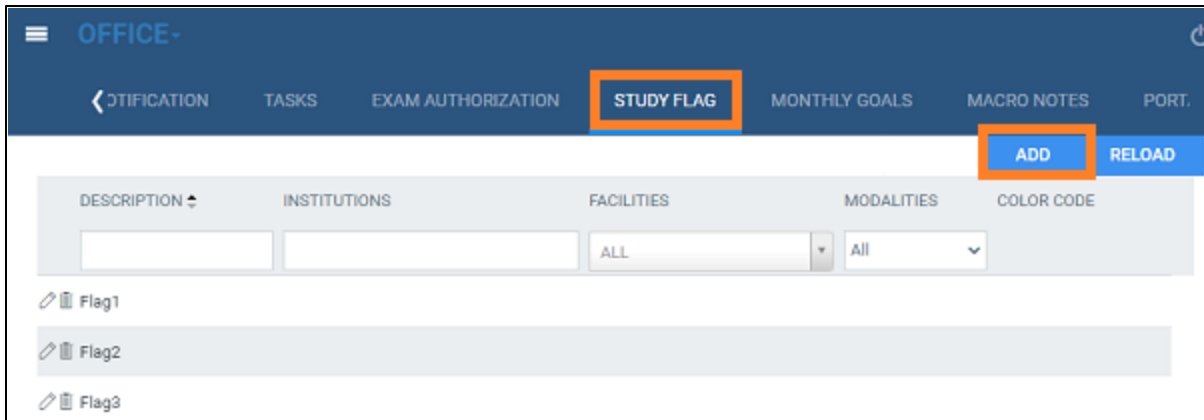 OFFICE
OTIFICATION TASKS EXAM AUTHORIZATION STUDY FLAG MONTHLY GOALS MACRO NOTES PORT.
ADD RELOAD
DESCRIPTION INSTITUTIONS FACILITIES MODALITIES COLOR CODE
ALL All
Flag1
Flag2
Flag3